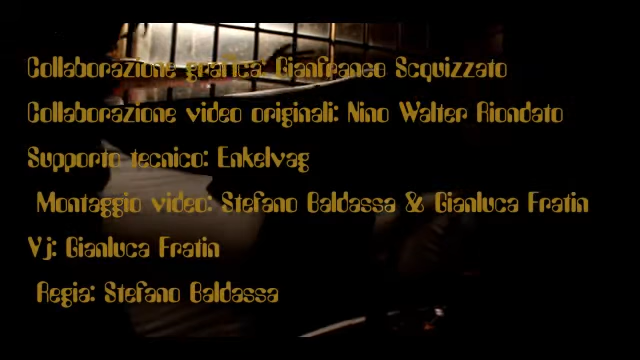 Collaborazione grafica: Gianfranco Scquizzato
Collaborazione video originali: Nino Walter Riondato
Supporto tecnico: Enkelvag
Montaggio video: Stefano Baldassa & Gianluca Fratin
Vj: Gianluca Fratin
Regia: Stefano Baldassa